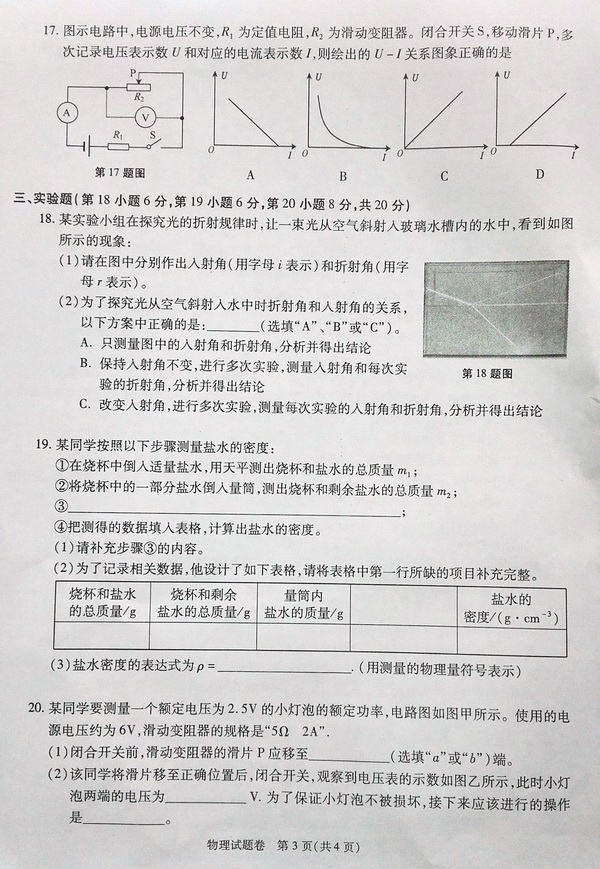 17. 图示电路中,电源电压不变,R₁ 为定值电阻,R₂ 为滑动变阻器。闭合开关 S,移动滑片 P,多
次记录电压表示数 U 和对应的电流表示数 I,则绘出的 U-I 关系图象正确的是
P
R₂
A
V
R₁
S
第 17 题图
U
O
I
A
U
O
I
B
U
O
I
C
U
O
I
D
三、实验题(第 18 小题 6 分,第 19 小题 6 分,第 20 小题 8 分,共 20 分)
18. 某实验小组在探究光的折射规律时,让一束光从空气斜射入玻璃水槽内的水中,看到如图
所示的现象:
(1)请在图中分别作出入射角(用字母 i 表示)和折射角(用字
母 r 表示)。
(2)为了探究光从空气斜射入水中时折射角和入射角的关系,
以下方案中正确的是:________(选填“A”、“B”或“C”)。
A. 只测量图中的入射角和折射角,分析并得出结论
B. 保持入射角不变,进行多次实验,测量入射角和每次实
验的折射角,分析并得出结论
C. 改变入射角,进行多次实验,测量每次实验的入射角和折射角,分析并得出结论
第 18 题图
19. 某同学按照以下步骤测量盐水的密度:
①在烧杯中倒入适量盐水,用天平测出烧杯和盐水的总质量 m₁;
②将烧杯中的一部分盐水倒入量筒,测出烧杯和剩余盐水的总质量 m₂;
③________________________________;
④把测得的数据填入表格,计算出盐水的密度。
(1)请补充步骤③的内容。
(2)为了记录相关数据,他设计了如下表格,请将表格中第一行所缺的项目补充完整。
烧杯和盐水 烧杯和剩余 量筒内 盐水的
的总质量/g 盐水的总质量/g 盐水的质量/g 密度/(g·cm⁻³)
(3)盐水密度的表达式为 ρ=______________.(用测量的物理量符号表示)
20. 某同学要测量一个额定电压为 2.5V 的小灯泡的额定功率,电路图如图甲所示。使用的电
源电压约为 6V,滑动变阻器的规格是“5Ω 2A”.
(1)闭合开关前,滑动变阻器的滑片 P 应移至__________(选填“a”或“b”)端。
(2)该同学将滑片移至正确位置后,闭合开关,观察到电压表的示数如图乙所示,此时小灯
泡两端的电压为__________V. 为了保证小灯泡不被损坏,接下来应该进行的操作
是__________。
物理试题卷 第 3 页(共 4 页)